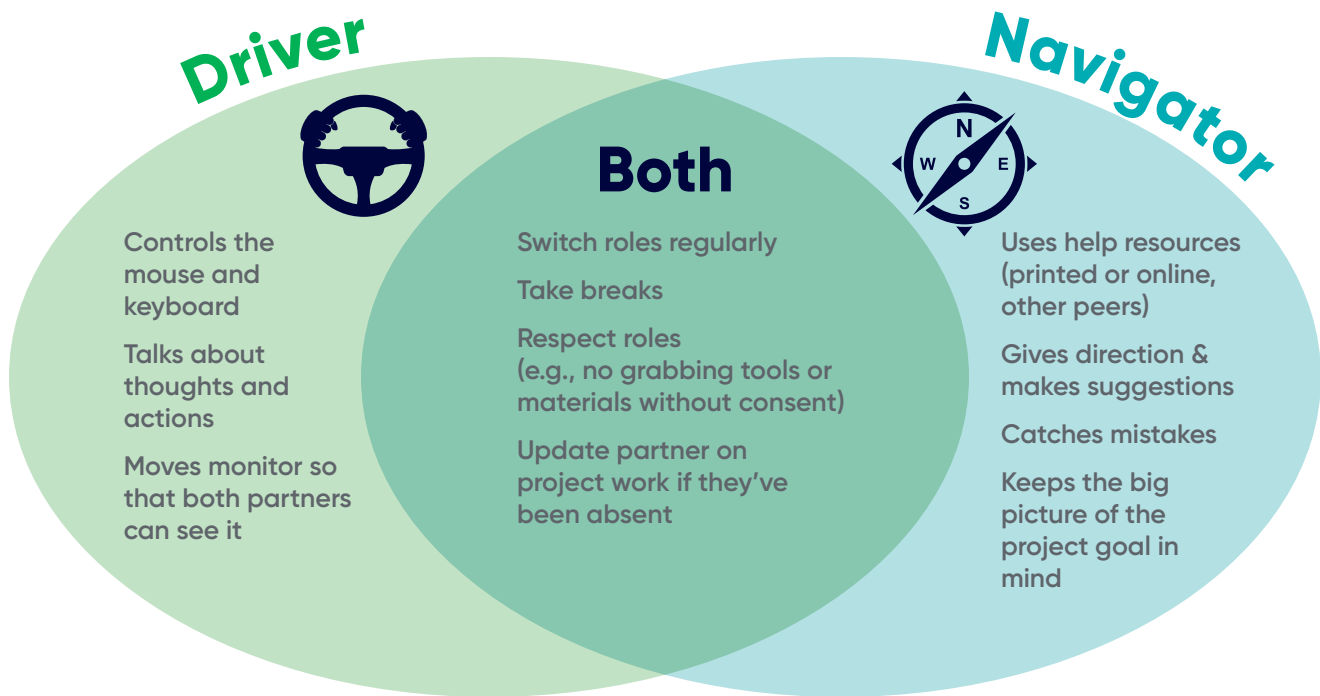 Driver
Navigator
Both
N
W
E
S
Controls the
mouse and
keyboard
Talks about
thoughts and
actions
Moves monitor so
that both partners
can see it
Switch roles regularly
Take breaks
Respect roles
(e.g., no grabbing tools or
materials without consent)
Update partner on
project work if they’ve
been absent
Uses help resources
(printed or online,
other peers)
Gives direction &
makes suggestions
Catches mistakes
Keeps the big
picture of the
project goal in
mind